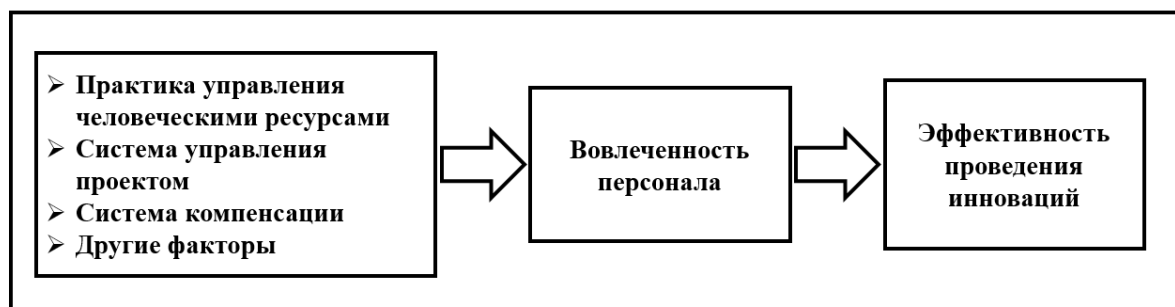 ➢ Практика управления
человеческими ресурсами
➢ Система управления
проектом
➢ Система компенсации
➢ Другие факторы
Вовлеченность
персонала
Эффективность
проведения
инноваций